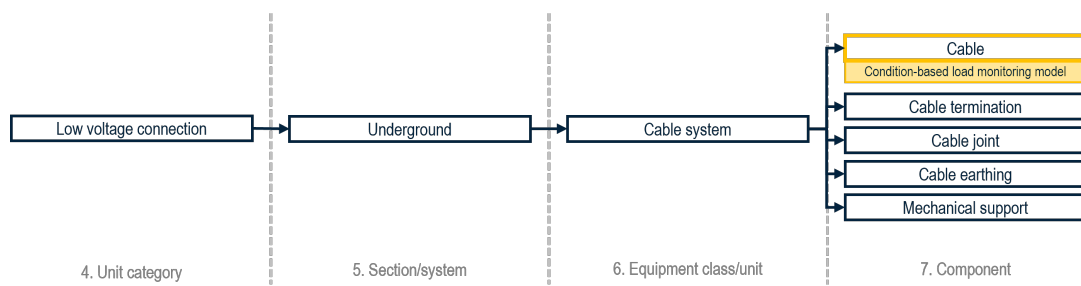 Cable
Condition-based load monitoring model
Cable termination
Low voltage connection
Underground
Cable system
Cable joint
Cable earthing
Mechanical support
4. Unit category
5. Section/system
6. Equipment class/unit
7. Component